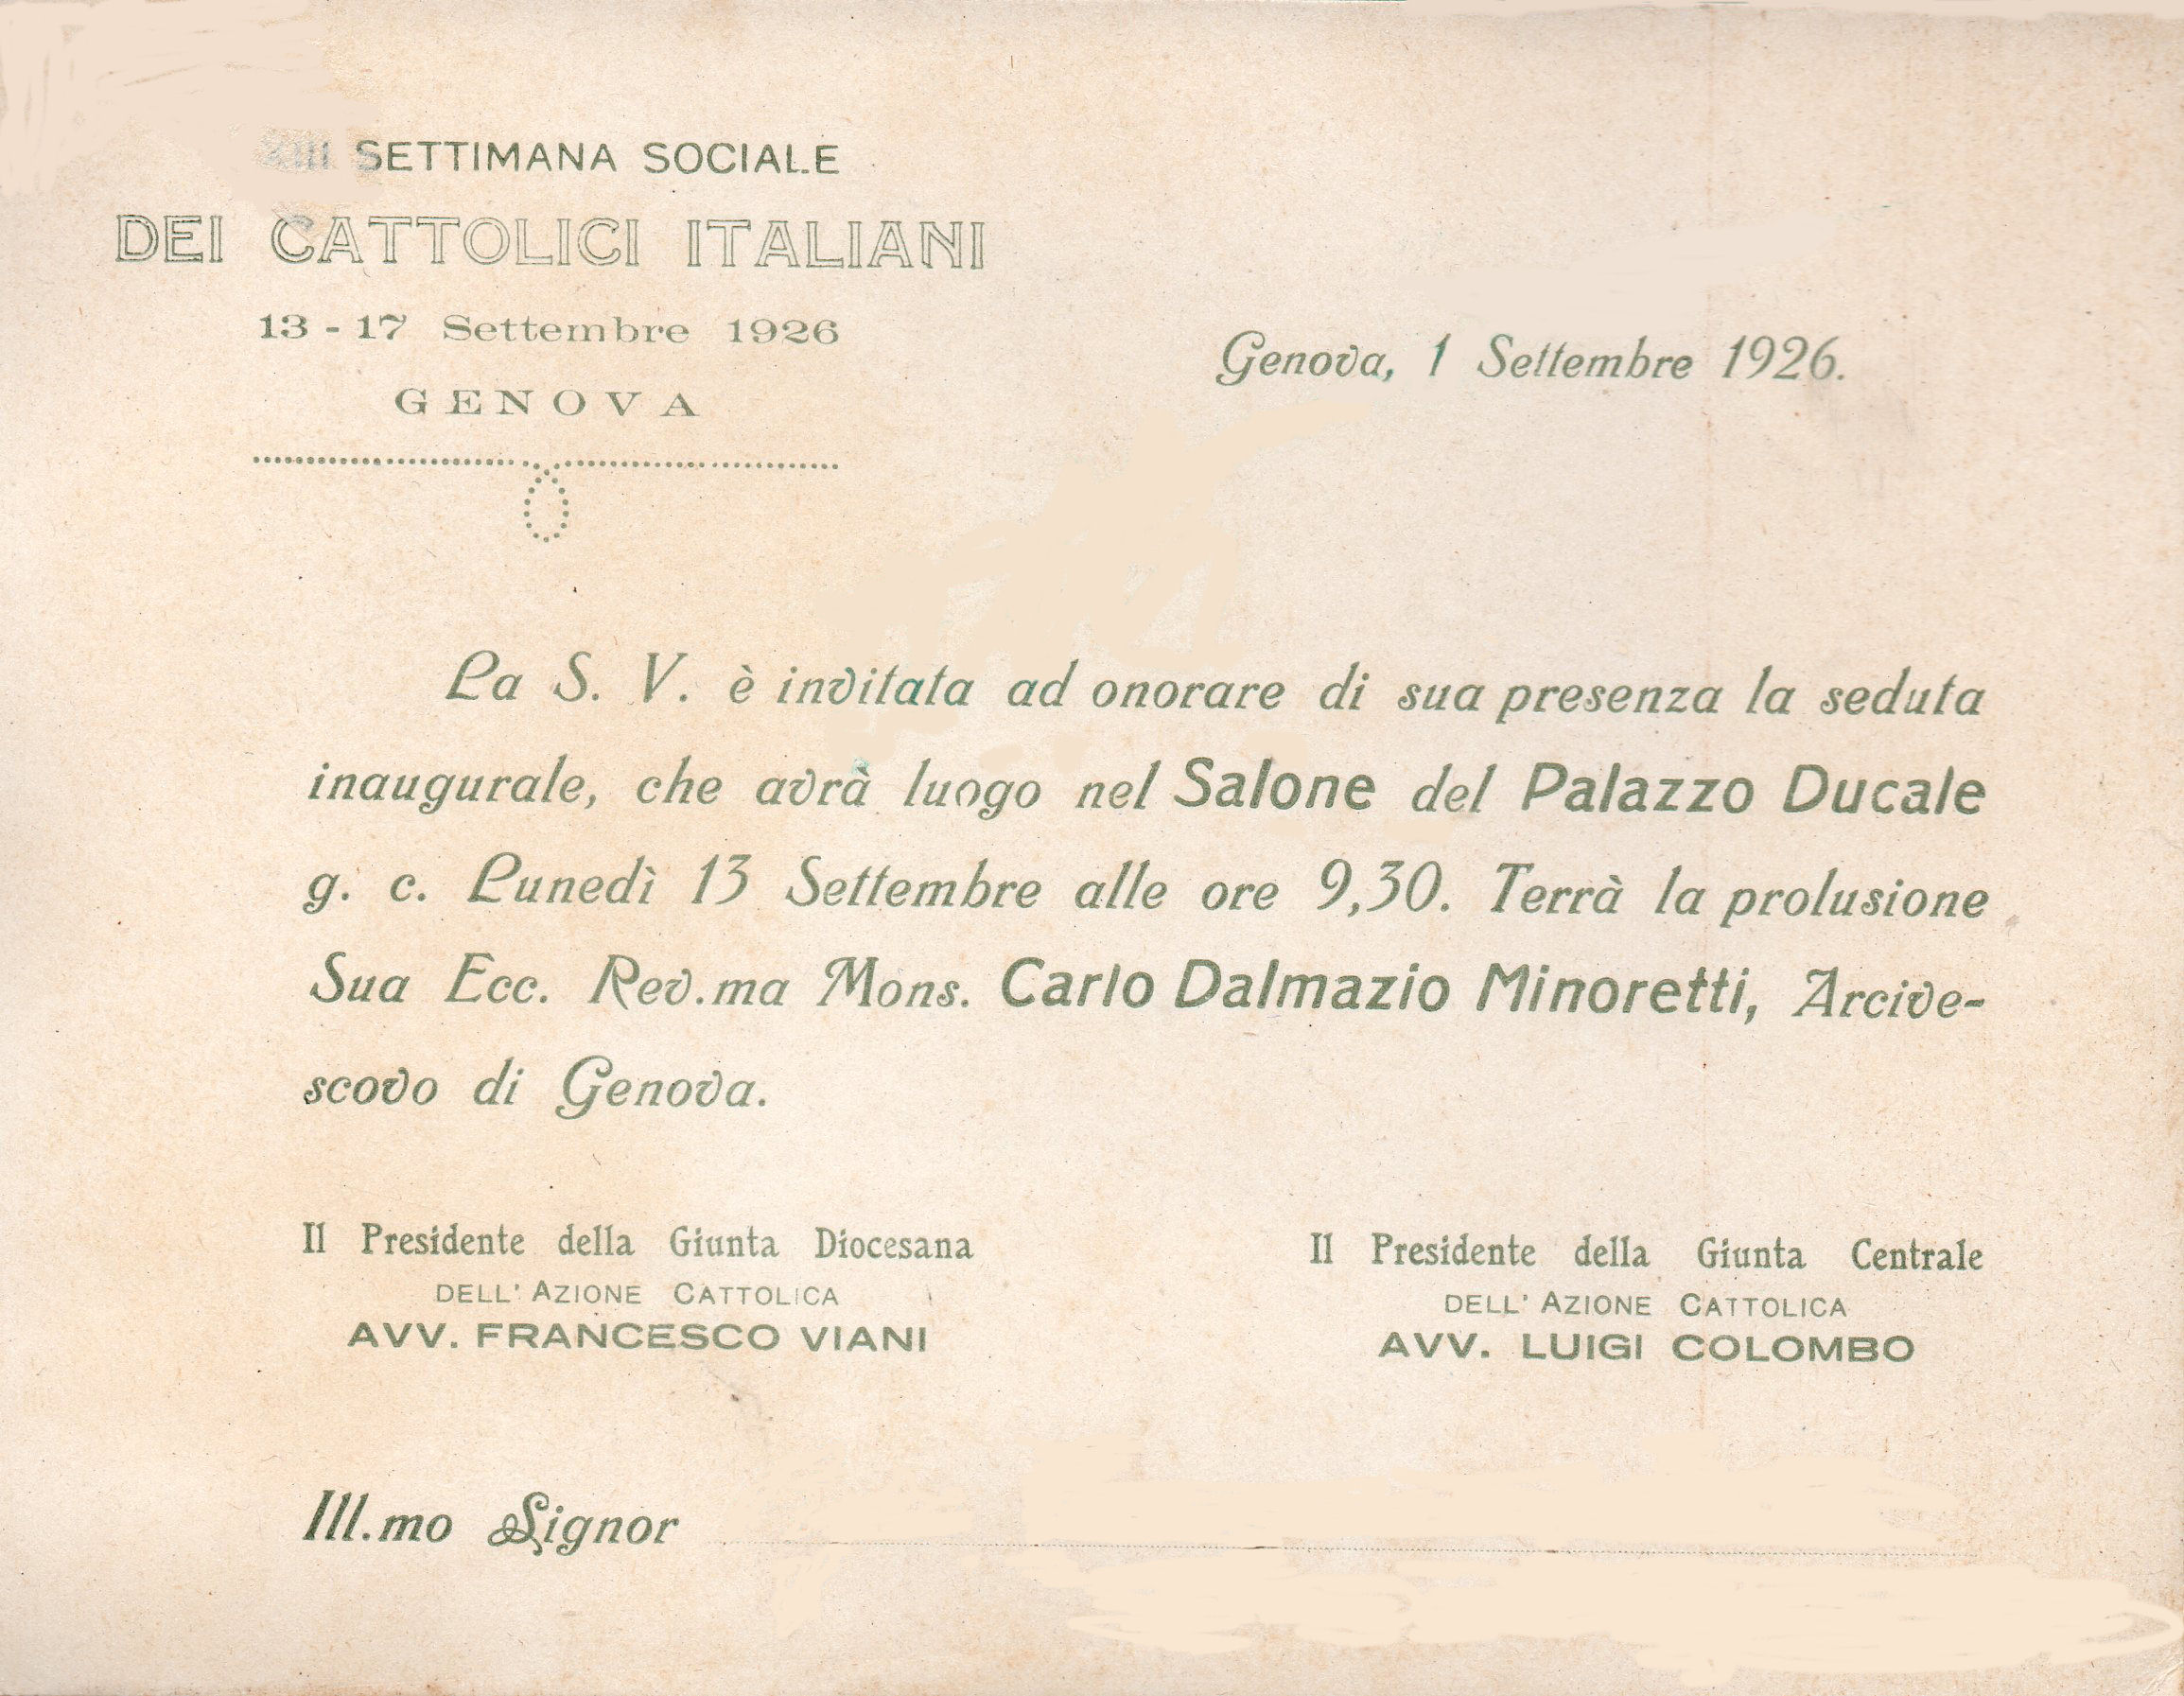 XIII SETTIMANA SOCIALE
DEI CATTOLICI ITALIANI
13 - 17 Settembre 1926
GENOVA
Genova, 1 Settembre 1926.
La S. V. è invitata ad onorare di sua presenza la seduta
inaugurale, che avrà luogo nel Salone del Palazzo Ducale
g. c. Lunedì 13 Settembre alle ore 9,30. Terrà la prolusione
Sua Ecc. Rev.ma Mons. Carlo Dalmazio Minoretti, Arcive-
scovo di Genova.
Il Presidente della Giunta Diocesana
DELL' AZIONE CATTOLICA
AVV. FRANCESCO VIANI
Il Presidente della Giunta Centrale
DELL' AZIONE CATTOLICA
AVV. LUIGI COLOMBO
Ill.mo Signor